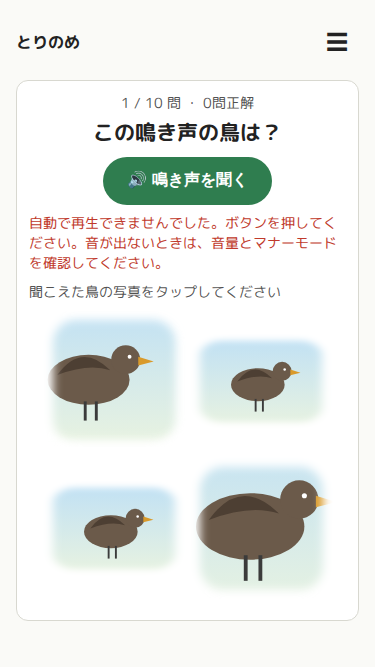 とりのめ
1 / 10 問 · 0問正解
この鳴き声の鳥は？
🔊 鳴き声を聞く
自動で再生できませんでした。ボタンを押してく
ださい。音が出ないときは、音量とマナーモード
を確認してください。
聞こえた鳥の写真をタップしてください